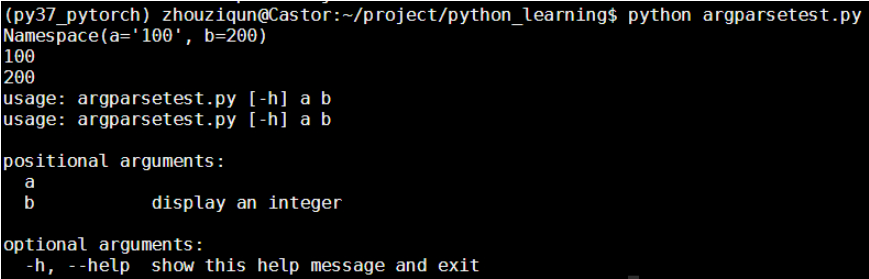 (py37_pytorch) zhouziqun@Castor:~/project/python_learning$ python argparsetest.py
Namespace(a='100', b=200)
100
200
usage: argparsetest.py [-h] a b
usage: argparsetest.py [-h] a b
positional arguments:
a
b display an integer
optional arguments:
-h, --help show this help message and exit